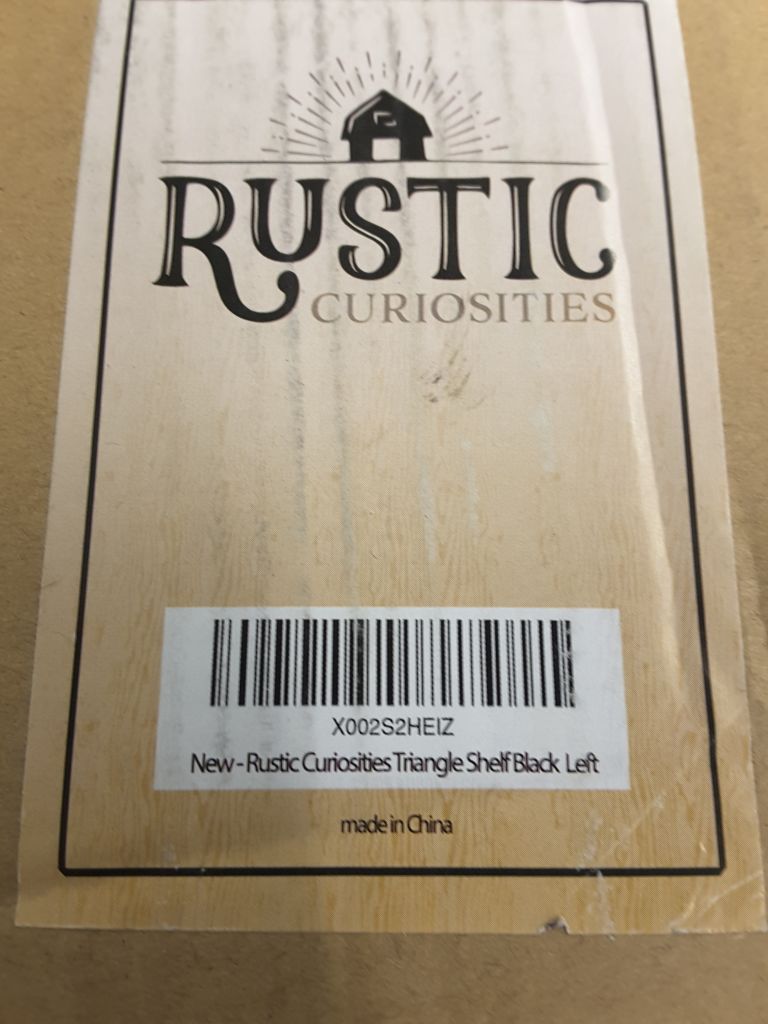 RUSTIC
CURIOSITIES
X002S2HEIZ
New - Rustic Curiosities Triangle Shelf Black Left
made in China